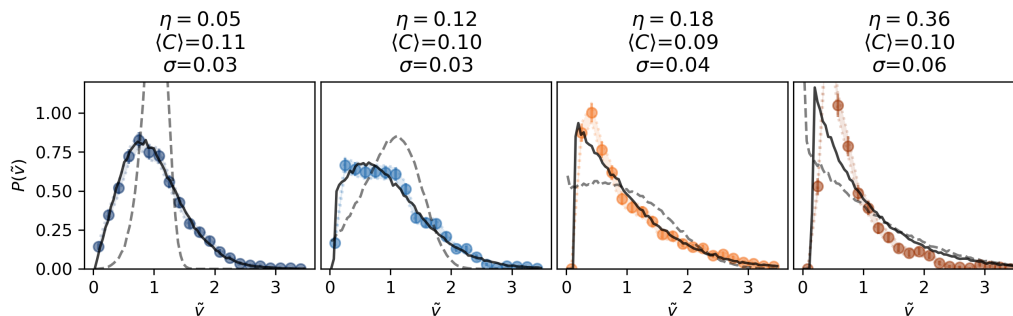 η = 0.05
⟨C⟩=0.11
σ=0.03
η = 0.12
⟨C⟩=0.10
σ=0.03
η = 0.18
⟨C⟩=0.09
σ=0.04
η = 0.36
⟨C⟩=0.10
σ=0.06
P(ṽ)
1.00
0.75
0.50
0.25
0.00
0 1 2 3
0 1 2 3
0 1 2 3
0 1 2 3
ṽ
ṽ
ṽ
ṽ